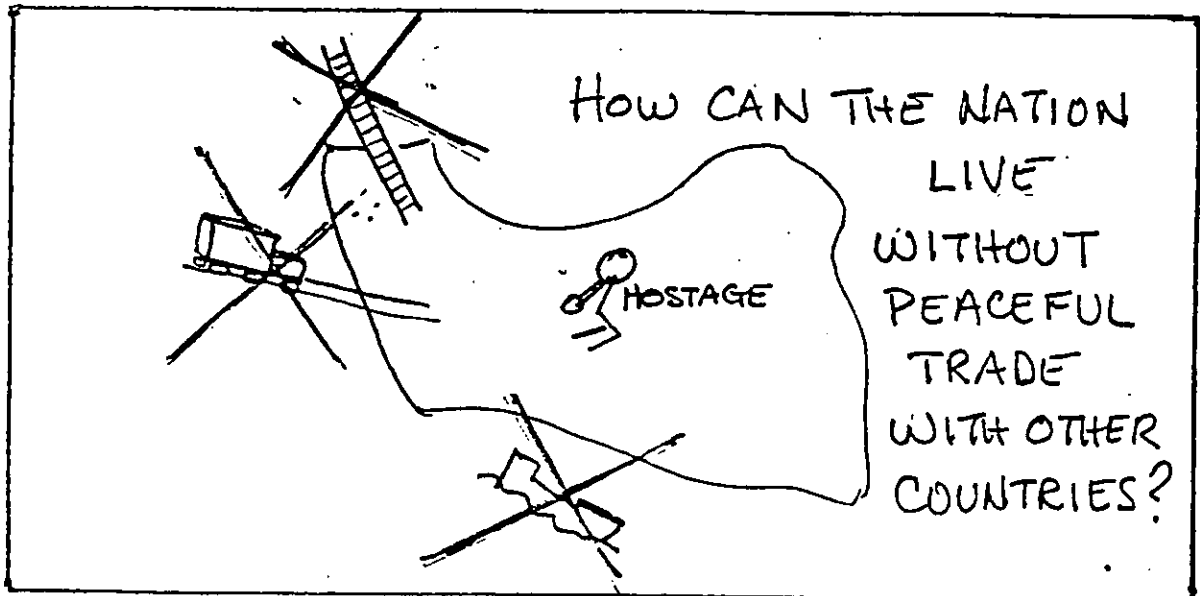 HOW CAN THE NATION
LIVE
WITHOUT
PEACEFUL
TRADE
WITH OTHER
COUNTRIES?
HOSTAGE